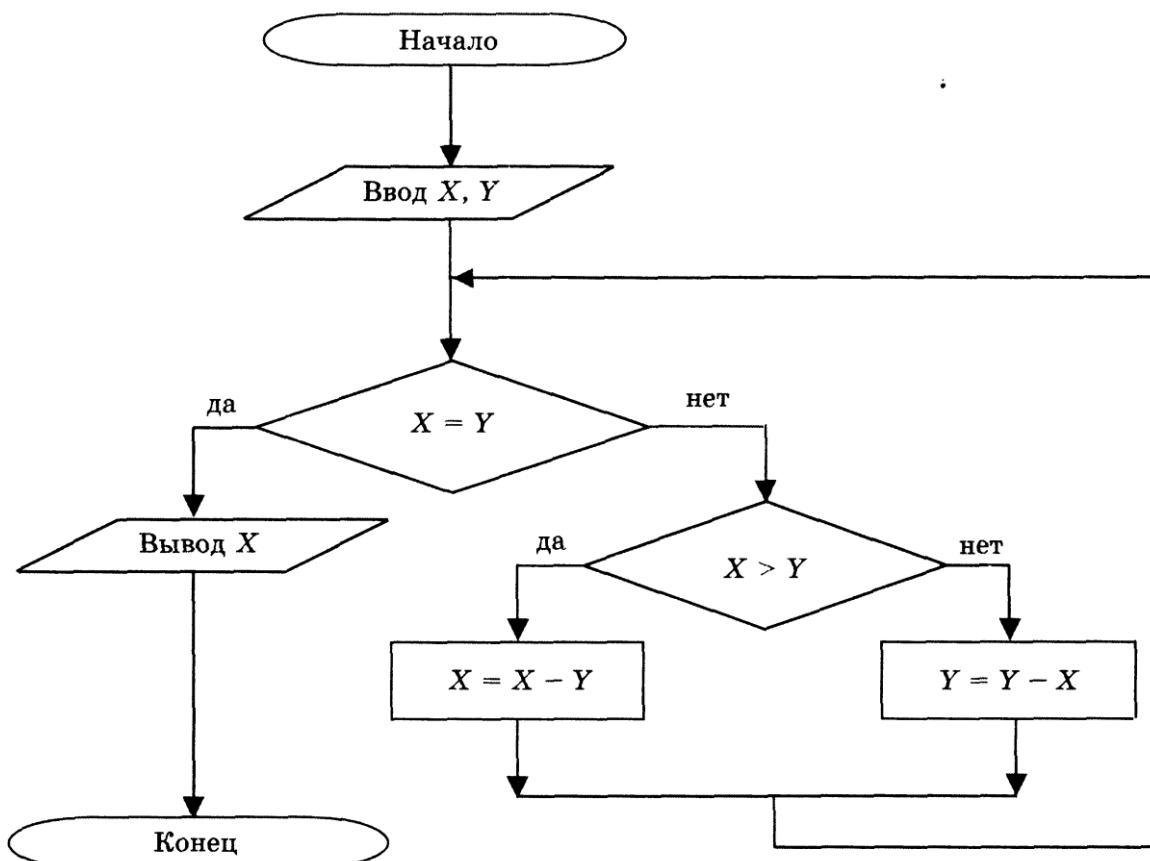 Начало
Ввод X, Y
X = Y
да
нет
Вывод X
X > Y
да
нет
X = X − Y
Y = Y − X
Конец